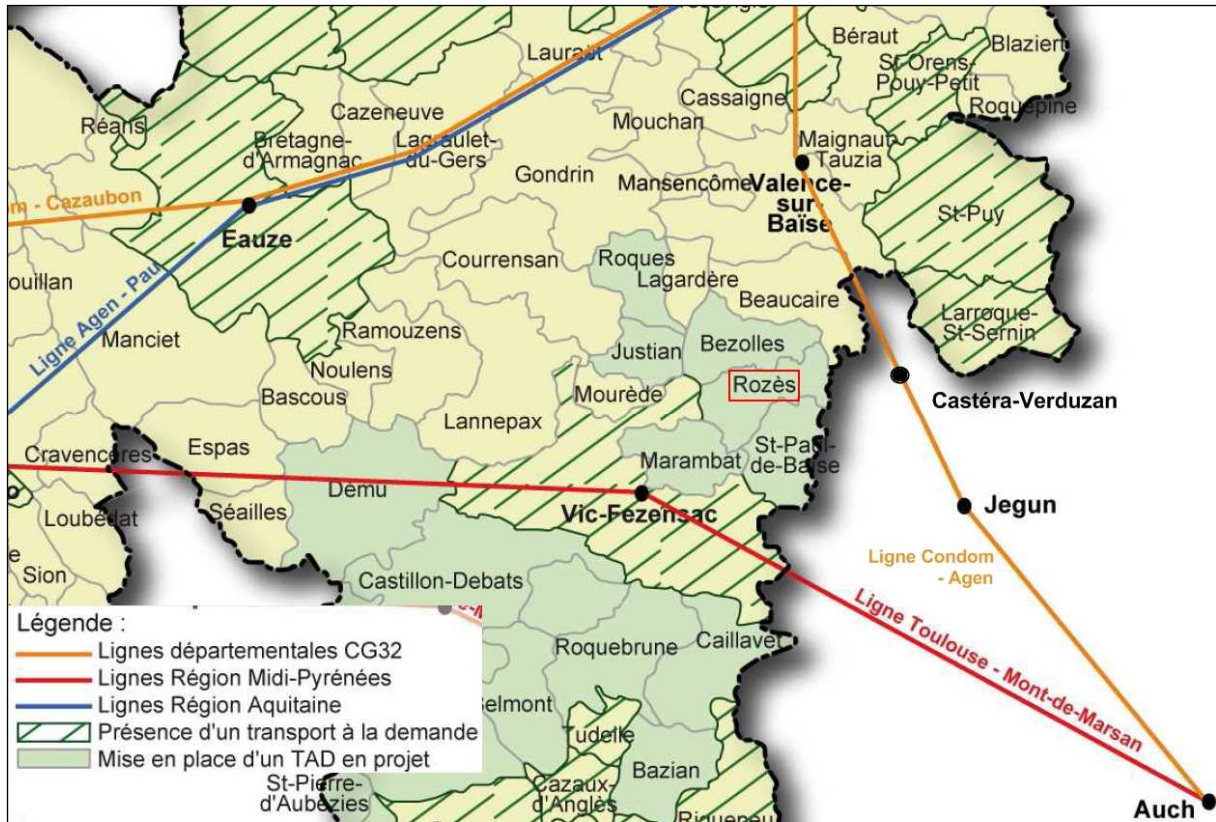 Lauraët
Béraut
Blaziert
St-Orens-
Pouy-Petit
Roquepine
Cassaigne
Cazeneuve
Mouchan
Réans
Bretagne-
d'Armagnac
Lagraulet-
du-Gers
Maignaut
Tauzia
Gondrin
Mansencôme
Valence-
sur-
Baïse
- Cazaubon
Eauze
St-Puy
Courrensan
Roques
Lagardère
Beaucaire
Ligne Agen - Pau
Larroque-
St-Sernin
Manciet
Ramouzens
Justian
Bezolles
Noulens
Bascous
Mourède
Rozès
Castéra-Verduzan
Lannepax
Espas
Cravencères
Marambat
St-Paul-
de-Baïse
Dému
Séailles
Vic-Fezensac
Jegun
Loubédat
Ligne Condom
- Agen
Sion
Castillon-Debats
Légende :
Lignes départementales CG32
Lignes Région Midi-Pyrénées
Lignes Région Aquitaine
Présence d'un transport à la demande
Mise en place d'un TAD en projet
Roquebrune
Caillavet
Ligne Toulouse - Mont-de-Marsan
Tudelle
Bazian
St-Pierre-
d'Aubézies
Cazaux-
d'Anglès
Auch